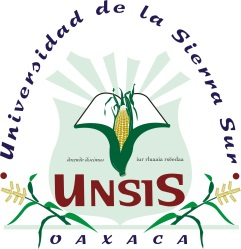 • Universidad de la Sierra Sur •
UNSIS
OAXACA